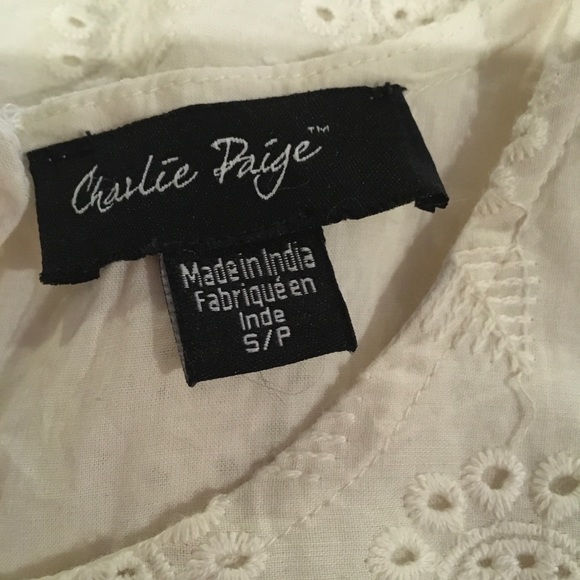 Charlie Paige™
Made in India
Fabriqué en
Inde
S/P